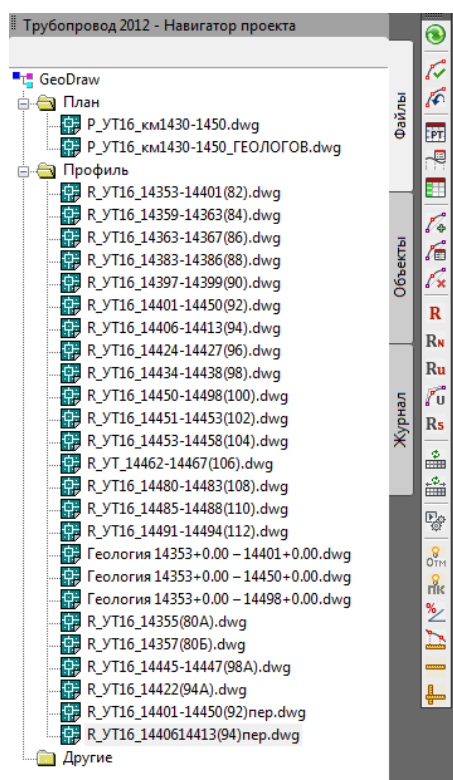 Трубопровод 2012 - Навигатор проекта
GeoDraw
План
P_УТ16_км1430-1450.dwg
P_УТ16_км1430-1450_ГЕОЛОГОВ.dwg
Профиль
R_УТ16_14353-14401(82).dwg
R_УТ16_14359-14363(84).dwg
R_УТ16_14363-14367(86).dwg
R_УТ16_14383-14386(88).dwg
R_УТ16_14397-14399(90).dwg
R_УТ16_14401-14450(92).dwg
R_УТ16_14406-14413(94).dwg
R_УТ16_14424-14427(96).dwg
R_УТ16_14434-14438(98).dwg
R_УТ16_14450-14498(100).dwg
R_УТ16_14451-14453(102).dwg
R_УТ16_14453-14458(104).dwg
R_УТ_14462-14467(106).dwg
R_УТ16_14480-14483(108).dwg
R_УТ16_14485-14488(110).dwg
R_УТ16_14491-14494(112).dwg
Геология 14353+0.00 – 14401+0.00.dwg
Геология 14353+0.00 – 14450+0.00.dwg
Геология 14353+0.00 – 14498+0.00.dwg
R_УТ16_14355(80А).dwg
R_УТ16_14357(80Б).dwg
R_УТ16_14445-14447(98А).dwg
R_УТ16_14422(94А).dwg
R_УТ16_14401-14450(92)пер.dwg
R_УТ16_1440614413(94)пер.dwg
Другие
Файлы
Объекты
Журнал
PT
R
RN
Ru
U
Rs
ОТМ
ПК
%